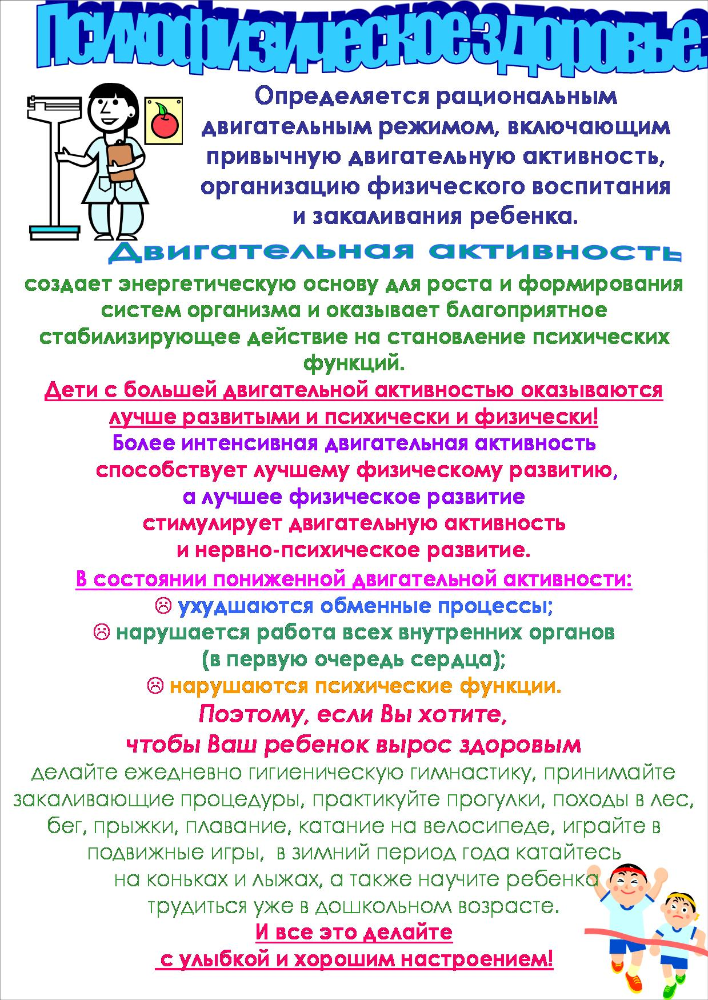 Психофизическое здоровье.
Определяется рациональным
двигательным режимом, включающим
привычную двигательную активность,
организацию физического воспитания
и закаливания ребенка.
Двигательная активность
создает энергетическую основу для роста и формирования
систем организма и оказывает благоприятное
стабилизирующее действие на становление психических
функций.
Дети с большей двигательной активностью оказываются
лучше развитыми и психически и физически!
Более интенсивная двигательная активность
способствует лучшему физическому развитию,
а лучшее физическое развитие
стимулирует двигательную активность
и нервно-психическое развитие.
В состоянии пониженной двигательной активности:
☹ ухудшаются обменные процессы;
☹ нарушается работа всех внутренних органов
(в первую очередь сердца);
☹ нарушаются психические функции.
Поэтому, если Вы хотите,
чтобы Ваш ребенок вырос здоровым
делайте ежедневно гигиеническую гимнастику, принимайте
закаливающие процедуры, практикуйте прогулки, походы в лес,
бег, прыжки, плавание, катание на велосипеде, играйте в
подвижные игры,  в зимний период года катайтесь
на коньках и лыжах, а также научите ребенка
трудиться уже в дошкольном возрасте.
И все это делайте
с улыбкой и хорошим настроением!